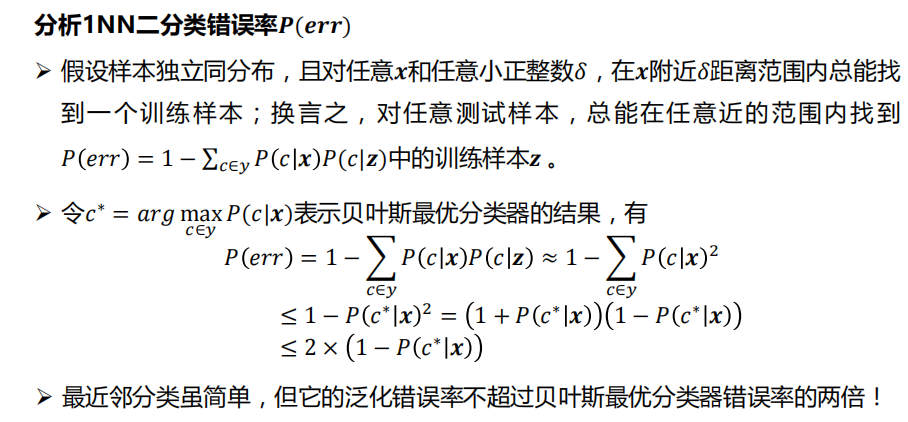 分析1NN二分类错误率P(err)
➢ 假设样本独立同分布，且对任意x和任意小正整数δ，在x附近δ距离范围内总能找
到一个训练样本；换言之，对任意测试样本，总能在任意近的范围内找到
P(err) = 1 − ∑_{c∈y} P(c|x)P(c|z)中的训练样本z 。
➢ 令c* = arg max_{c∈y} P(c|x)表示贝叶斯最优分类器的结果，有
P(err) = 1 − ∑_{c∈y} P(c|x)P(c|z) ≈ 1 − ∑_{c∈y} P(c|x)²
≤ 1 − P(c*|x)² = (1 + P(c*|x))(1 − P(c*|x))
≤ 2 × (1 − P(c*|x))
➢ 最近邻分类虽简单，但它的泛化错误率不超过贝叶斯最优分类器错误率的两倍！